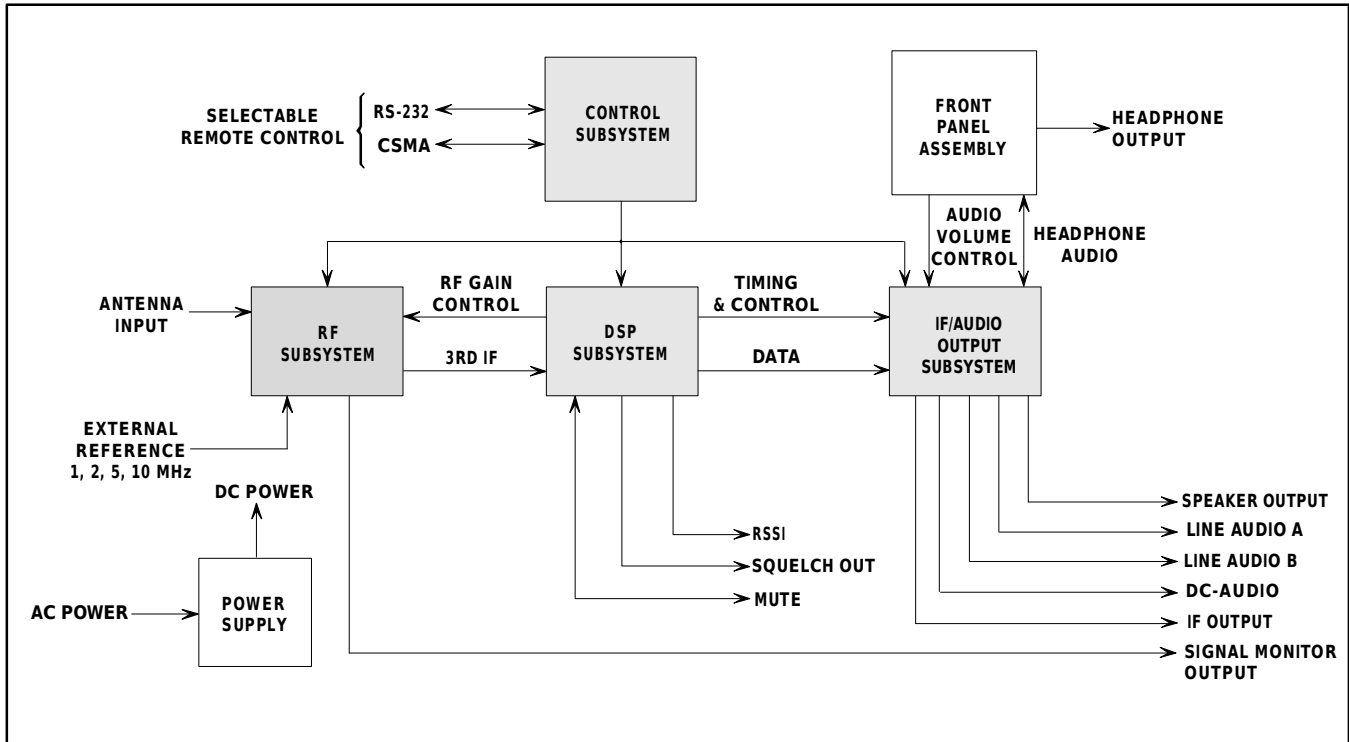 SELECTABLE
REMOTE CONTROL
RS-232
CSMA
CONTROL
SUBSYSTEM
FRONT
PANEL
ASSEMBLY
HEADPHONE
OUTPUT
AUDIO
VOLUME
CONTROL
HEADPHONE
AUDIO
ANTENNA
INPUT
RF
SUBSYSTEM
RF GAIN
CONTROL
3RD IF
DSP
SUBSYSTEM
TIMING
& CONTROL
DATA
IF/AUDIO
OUTPUT
SUBSYSTEM
EXTERNAL
REFERENCE
1, 2, 5, 10 MHz
DC POWER
AC POWER
POWER
SUPPLY
RSSI
SQUELCH OUT
MUTE
SPEAKER OUTPUT
LINE AUDIO A
LINE AUDIO B
DC-AUDIO
IF OUTPUT
SIGNAL MONITOR
OUTPUT